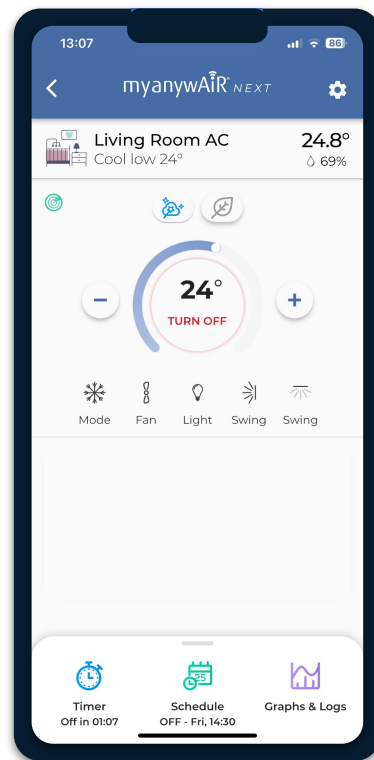 13:07
86
myanywAiR® NEXT
Living Room AC
24.8°
Cool low 24°
69%
24°
TURN OFF
Mode Fan Light Swing Swing
25
Timer Schedule Graphs & Logs
Off in 01:07 OFF - Fri, 14:30